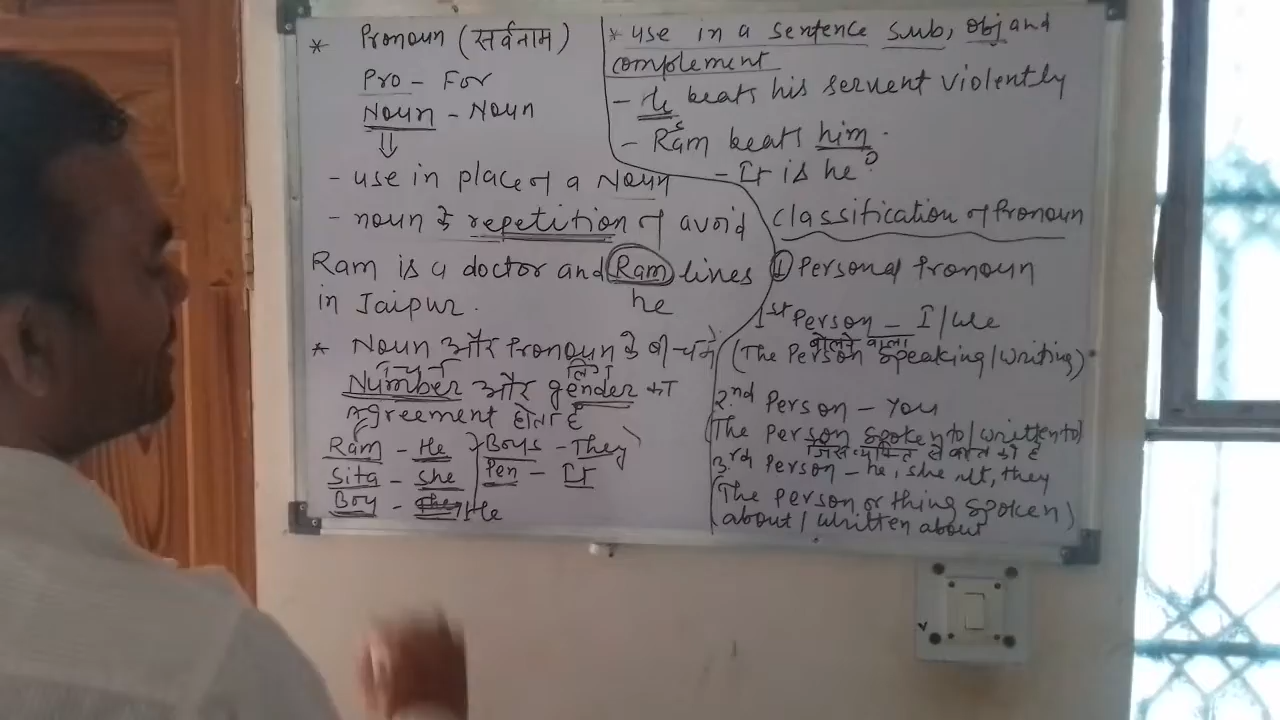 * Pronoun (सर्वनाम)
Pro - For
Noun - Noun
- use in place of a Noun
- noun के repetition of avoid
Ram is a doctor and Ram lines
he
in Jaipur.
* Noun और Pronoun के बीच में
वचन लिंग
Number और gender का
Agreement होता है
Ram - He
Sita - She
Boy - They He
Boys - They
Pen - It
* use in a sentence sub, obj and
complement
- He beats his servent violently
- Ram beats him.
- It is he
Classification of Pronoun
① Personal Pronoun
1st Person - I/We
बोलने वाला
(The Person Speaking/writing)
2nd Person - You
(The Person Spoken to/written to)
जिस व्यक्ति से बात की है
3rd Person - he, she, it, they
(The Person or thing spoken)
about/written about